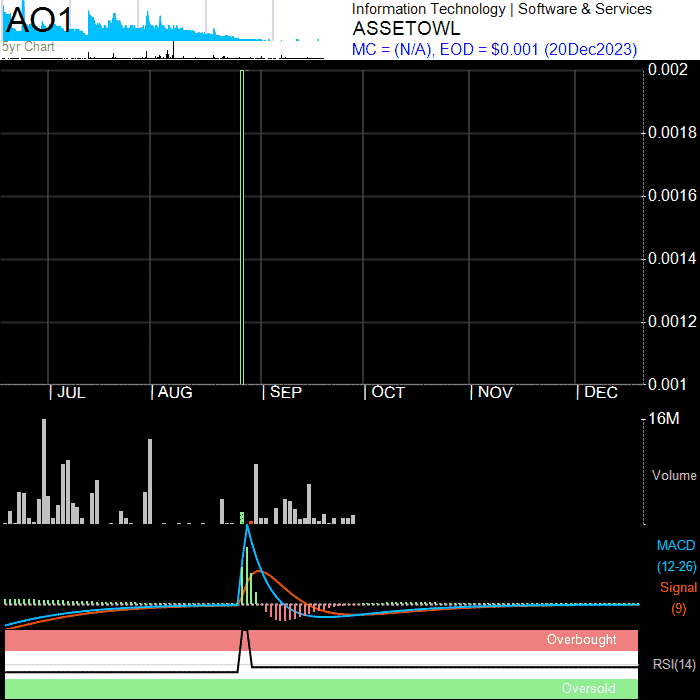 AO1
5yr Chart
Information Technology | Software & Services
ASSETOWL
MC = (N/A), EOD = $0.001 (20Dec2023)
0.002
0.0018
0.0016
0.0014
0.0012
0.001
JUL AUG SEP OCT NOV DEC
16M
Volume
MACD
(12-26)
Signal
(9)
Overbought
RSI(14)
Oversold